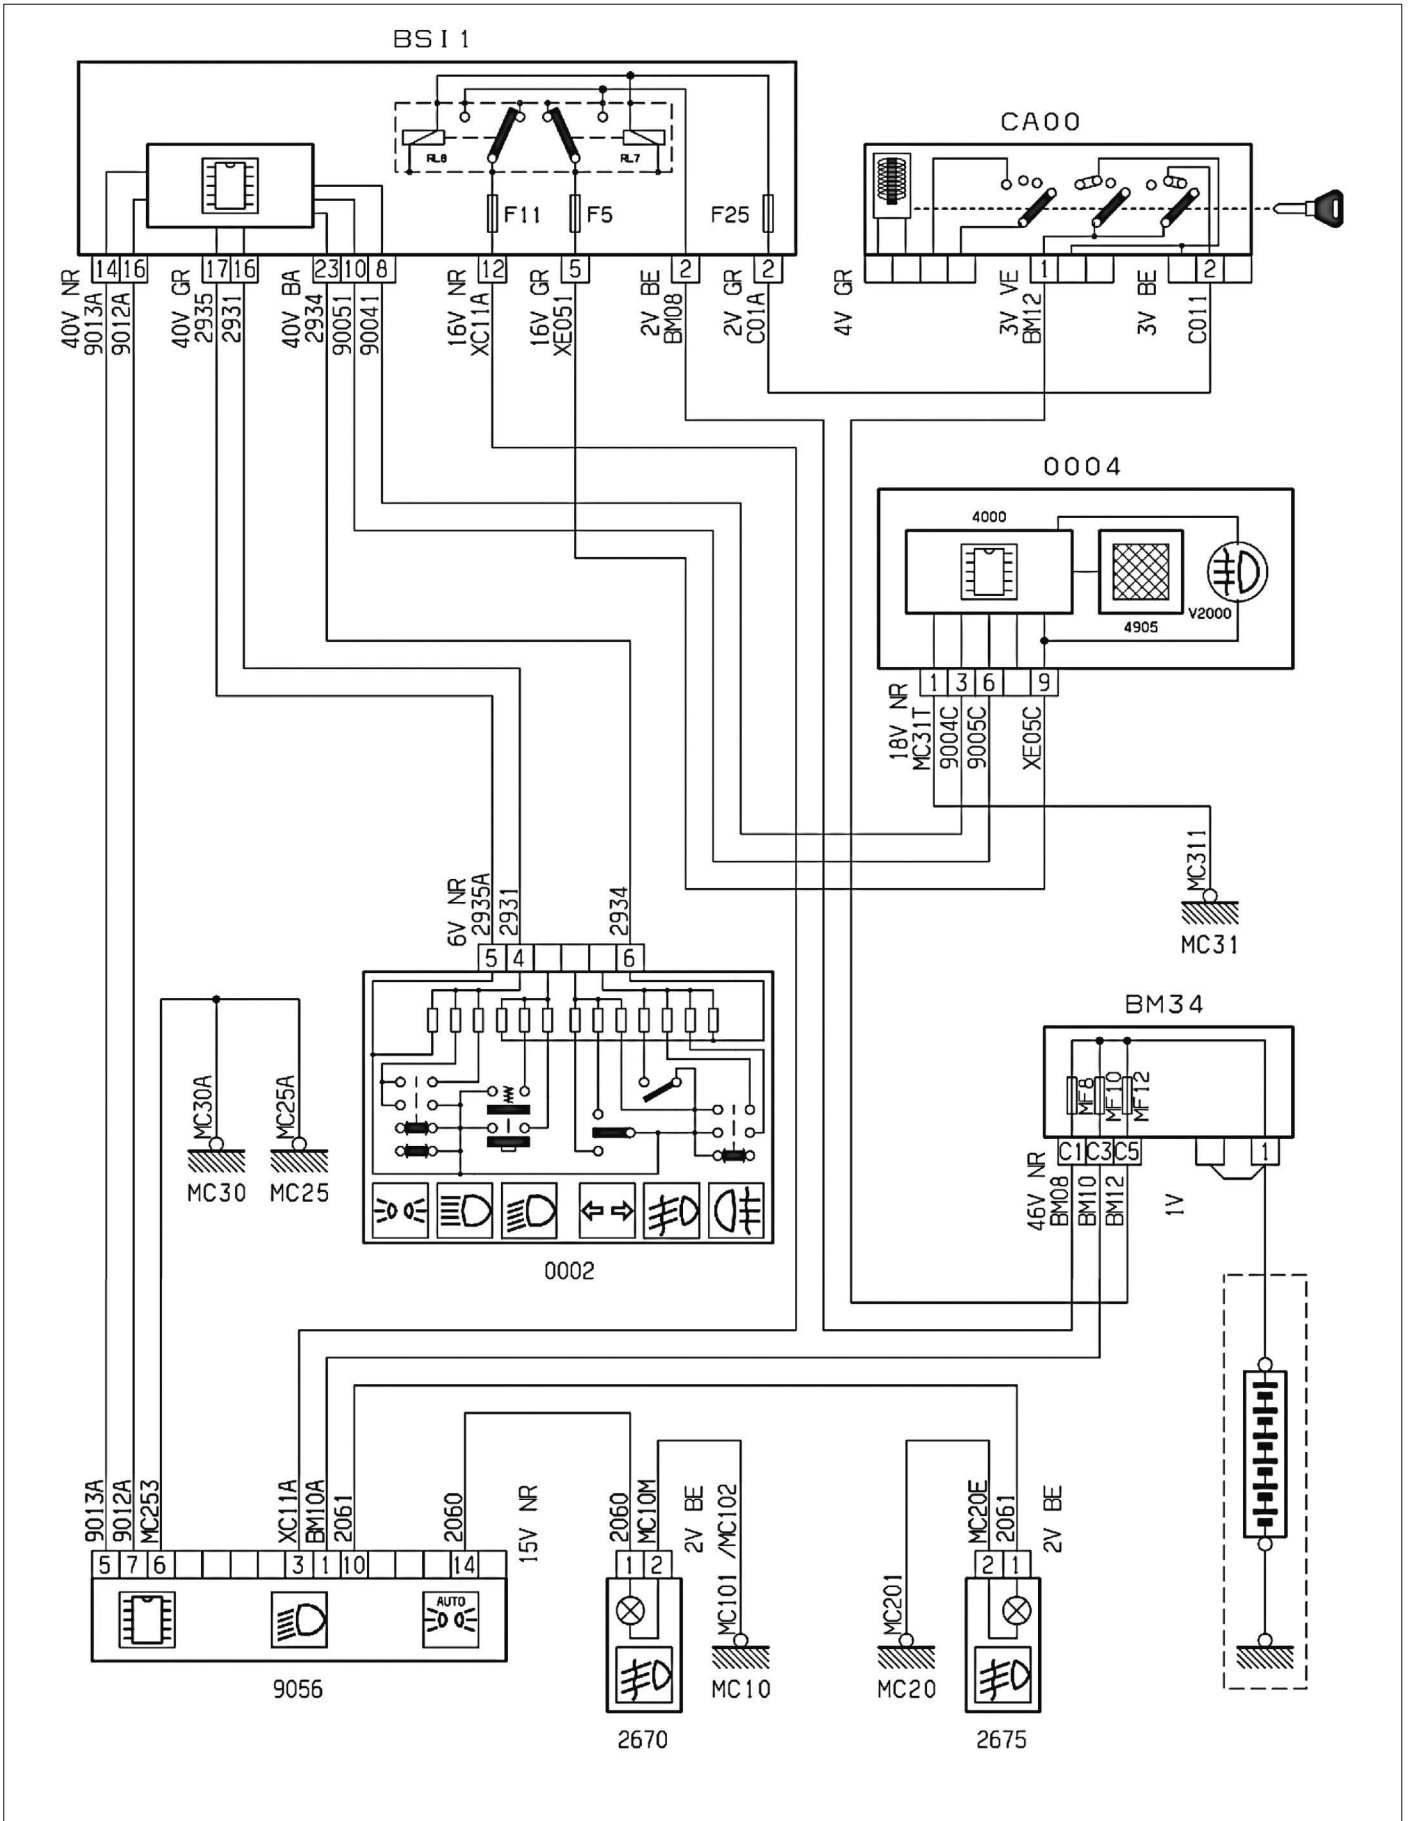 BSI1
RL6
RL7
F11
F5
F25
14
16
17
16
23
10
8
12
5
2
2
40V NR
9013A
9012A
40V GR
2935
2931
40V BA
2934
90051
90041
16V NR
XC11A
16V GR
XE051
2V BE
BM08
2V GR
C01A
CA00
1
2
4V GR
3V VE
BM12
3V BE
C011
0004
4000
4905
V2000
1
3
6
9
18V NR
MC31T
9004C
9005C
XE05C
MC311
MC31
6V NR
2935A
2931
2934
5
4
6
0002
MC30A
MC25A
MC30
MC25
BM34
MF8
MF10
MF12
C1
C3
C5
1
46V NR
BM08
BM10
BM12
1V
9013A
9012A
MC253
XC11A
BM10A
2061
2060
15V NR
5
7
6
3
1
10
14
AUTO
9056
2060
MC10M
2V BE
MC101 /MC102
1
2
MC10
2670
MC201
MC20E
2061
2V BE
2
1
MC20
2675